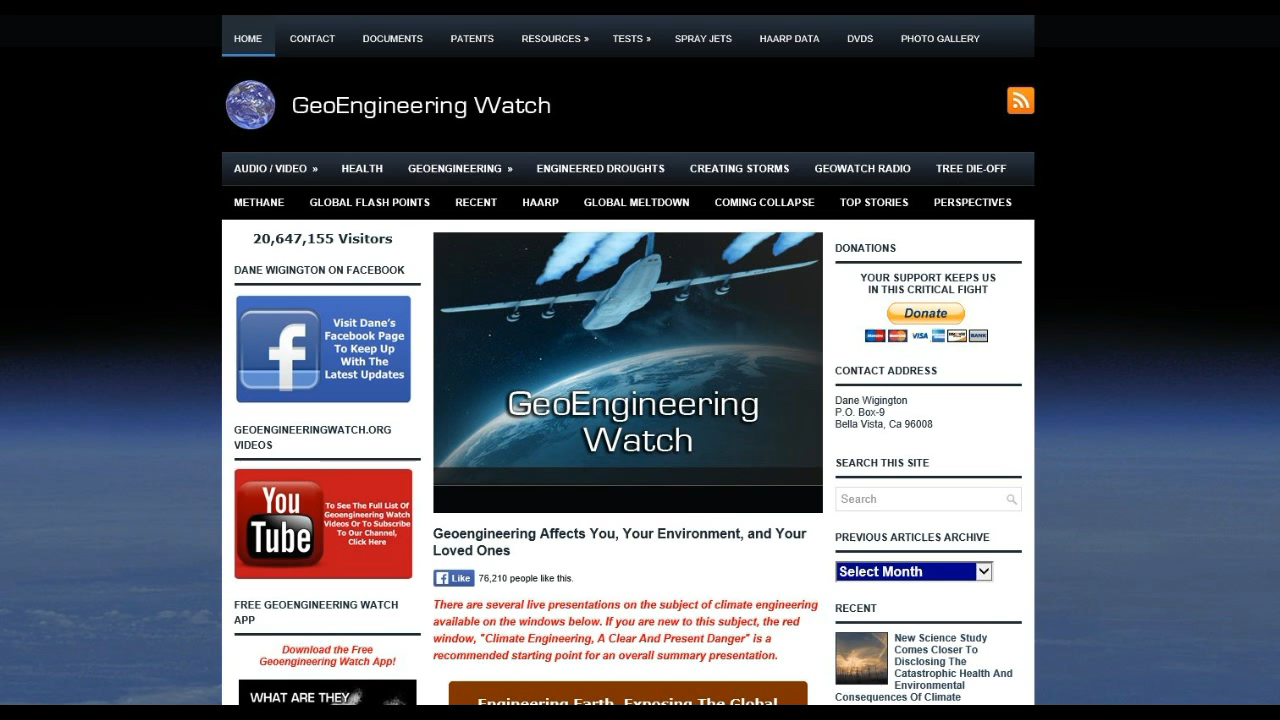 HOME CONTACT DOCUMENTS PATENTS RESOURCES » TESTS » SPRAY JETS HAARP DATA DVDS PHOTO GALLERY
GeoEngineering Watch
AUDIO / VIDEO » HEALTH GEOENGINEERING » ENGINEERED DROUGHTS CREATING STORMS GEOWATCH RADIO TREE DIE-OFF
METHANE GLOBAL FLASH POINTS RECENT HAARP GLOBAL MELTDOWN COMING COLLAPSE TOP STORIES PERSPECTIVES
20,647,155 Visitors
DANE WIGINGTON ON FACEBOOK
f
Visit Dane's
Facebook Page
To Keep Up
With The
Latest Updates
GEOENGINEERINGWATCH.ORG
VIDEOS
You
Tube
To See The Full List Of
Geoengineering Watch
Videos Or To Subscribe
To Our Channel,
Click Here
FREE GEOENGINEERING WATCH
APP
Download the Free
Geoengineering Watch App!
WHAT ARE THEY
GeoEngineering
Watch
Geoengineering Affects You, Your Environment, and Your
Loved Ones
f Like 76,210 people like this.
There are several live presentations on the subject of climate engineering
available on the windows below. If you are new to this subject, the red
window, "Climate Engineering, A Clear And Present Danger" is a
recommended starting point for an overall summary presentation.
Engineering Earth, Exposing The Global
DONATIONS
YOUR SUPPORT KEEPS US
IN THIS CRITICAL FIGHT
Donate
VISA
CONTACT ADDRESS
Dane Wigington
P.O. Box-9
Bella Vista, Ca 96008
SEARCH THIS SITE
Search
PREVIOUS ARTICLES ARCHIVE
Select Month
RECENT
New Science Study
Comes Closer To
Disclosing The
Catastrophic Health And
Environmental
Consequences Of Climate